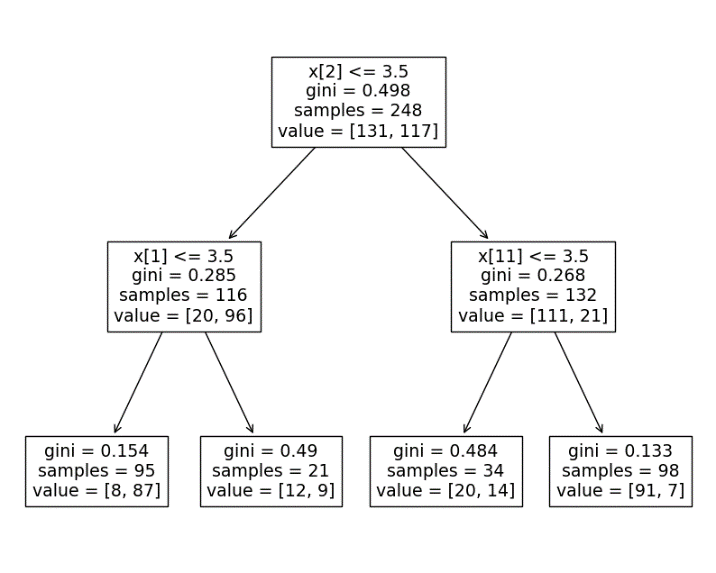 x[2] <= 3.5
gini = 0.498
samples = 248
value = [131, 117]
x[1] <= 3.5
gini = 0.285
samples = 116
value = [20, 96]
x[11] <= 3.5
gini = 0.268
samples = 132
value = [111, 21]
gini = 0.154
samples = 95
value = [8, 87]
gini = 0.49
samples = 21
value = [12, 9]
gini = 0.484
samples = 34
value = [20, 14]
gini = 0.133
samples = 98
value = [91, 7]